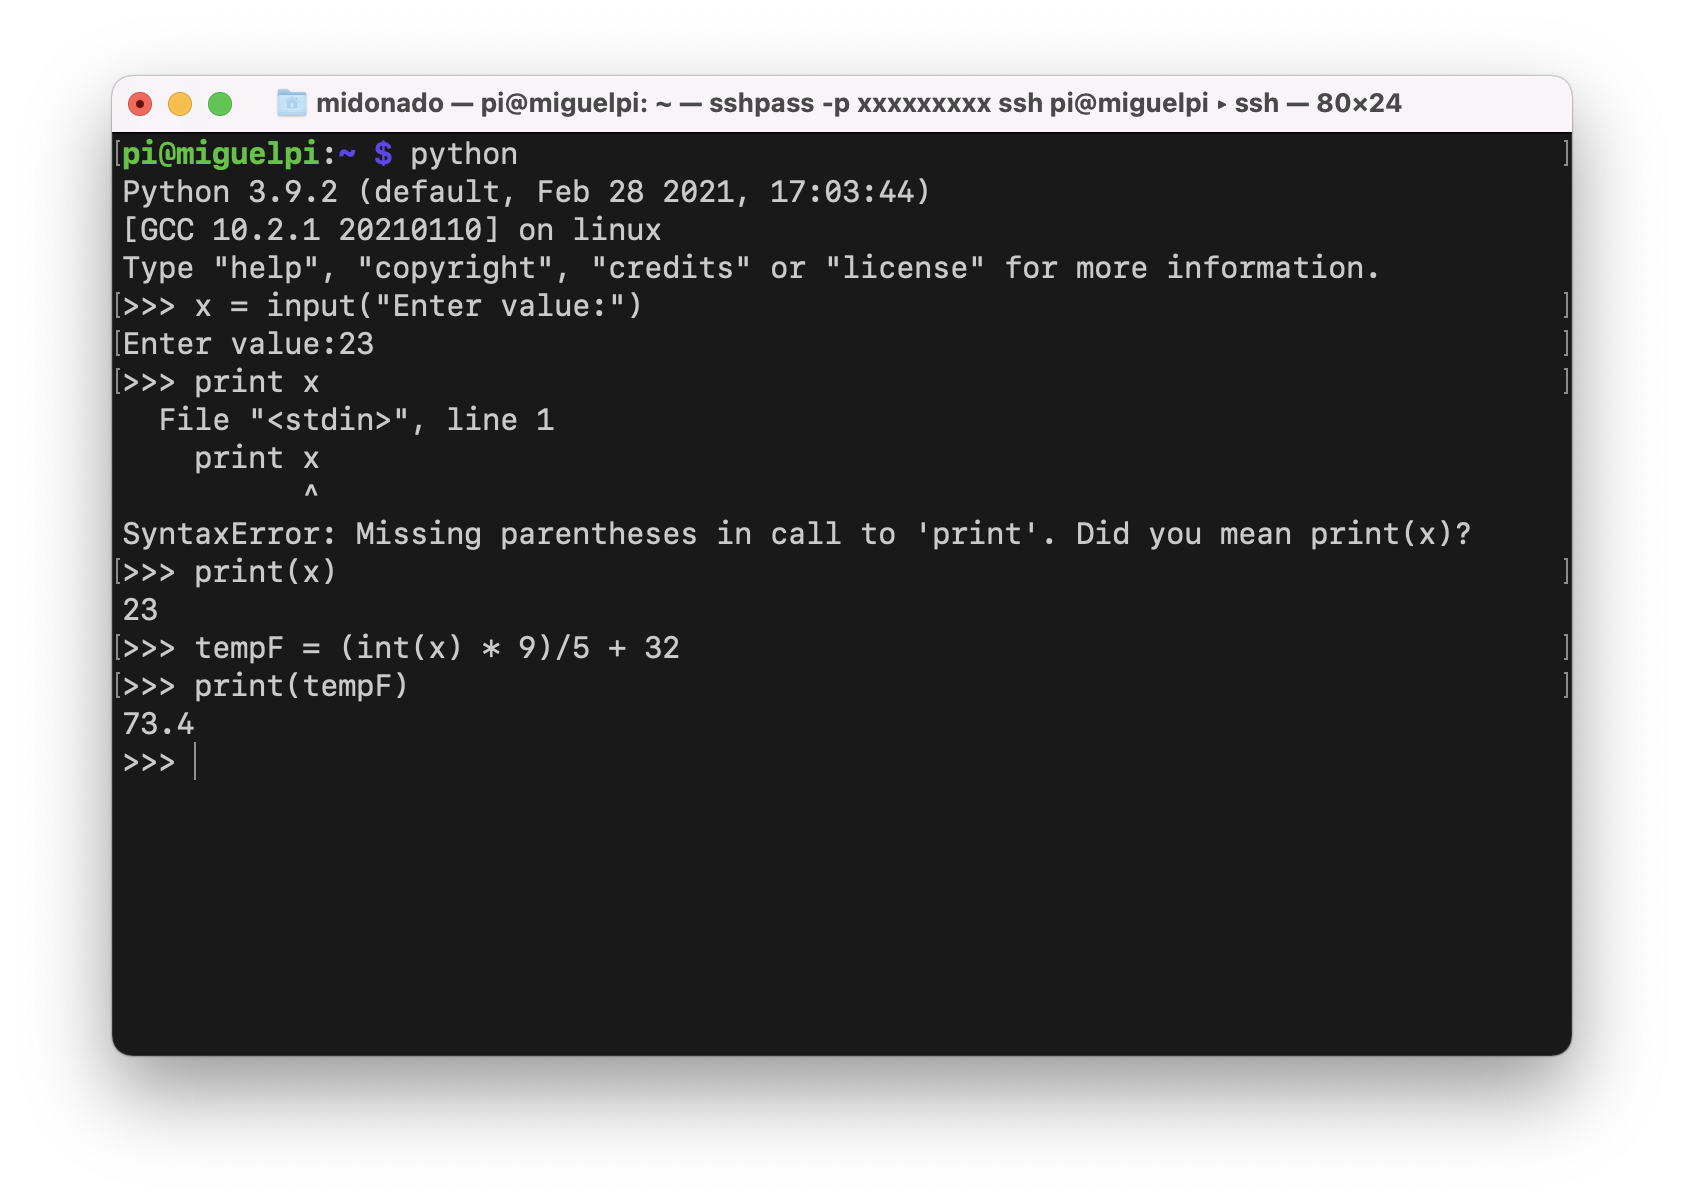 midonado — pi@miguelpi: ~ — sshpass -p xxxxxxxxx ssh pi@miguelpi ▸ ssh — 80×24
[pi@miguelpi:~ $ python ]
Python 3.9.2 (default, Feb 28 2021, 17:03:44)
[GCC 10.2.1 20210110] on linux
Type "help", "copyright", "credits" or "license" for more information.
[>>> x = input("Enter value:") ]
[Enter value:23 ]
[>>> print x ]
  File "<stdin>", line 1
    print x
          ^
SyntaxError: Missing parentheses in call to 'print'. Did you mean print(x)?
[>>> print(x) ]
23
[>>> tempF = (int(x) * 9)/5 + 32 ]
[>>> print(tempF) ]
73.4
>>>